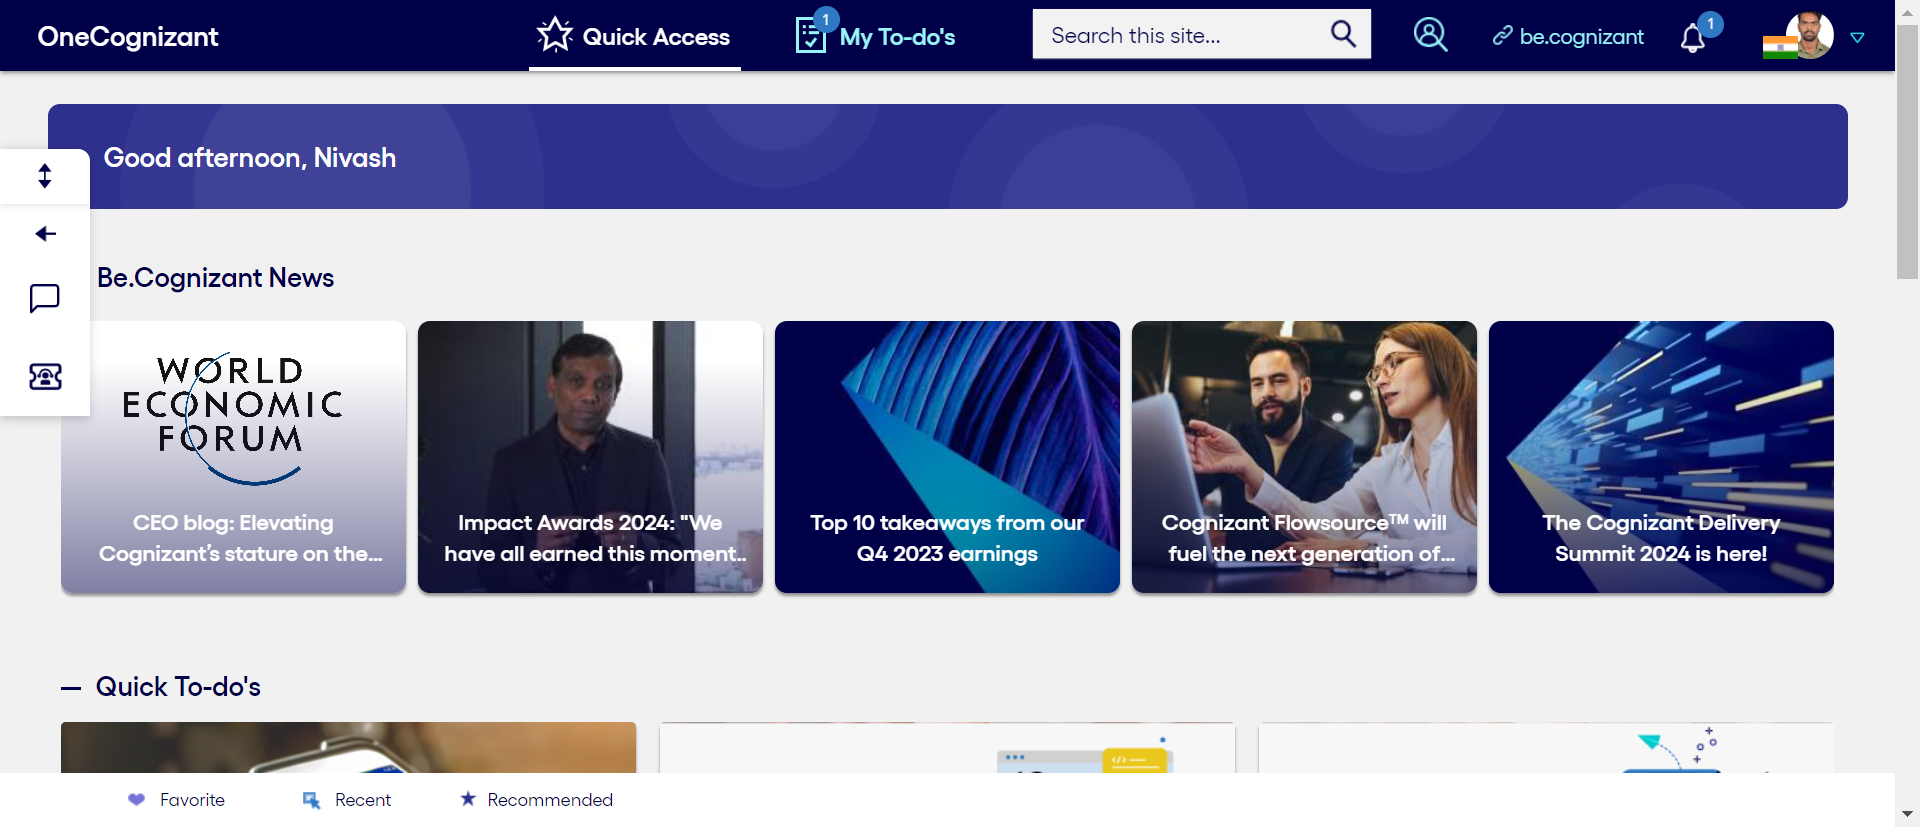 OneCognizant
Quick Access
1
My To-do's
Search this site...
be.cognizant
1
Good afternoon, Nivash
Be.Cognizant News
WORLD
ECONOMIC
FORUM
CEO blog: Elevating
Cognizant's stature on the...
Impact Awards 2024: "We
have all earned this moment..
Top 10 takeaways from our
Q4 2023 earnings
Cognizant Flowsource™ will
fuel the next generation of...
The Cognizant Delivery
Summit 2024 is here!
Quick To-do's
</>
Favorite
Recent
Recommended